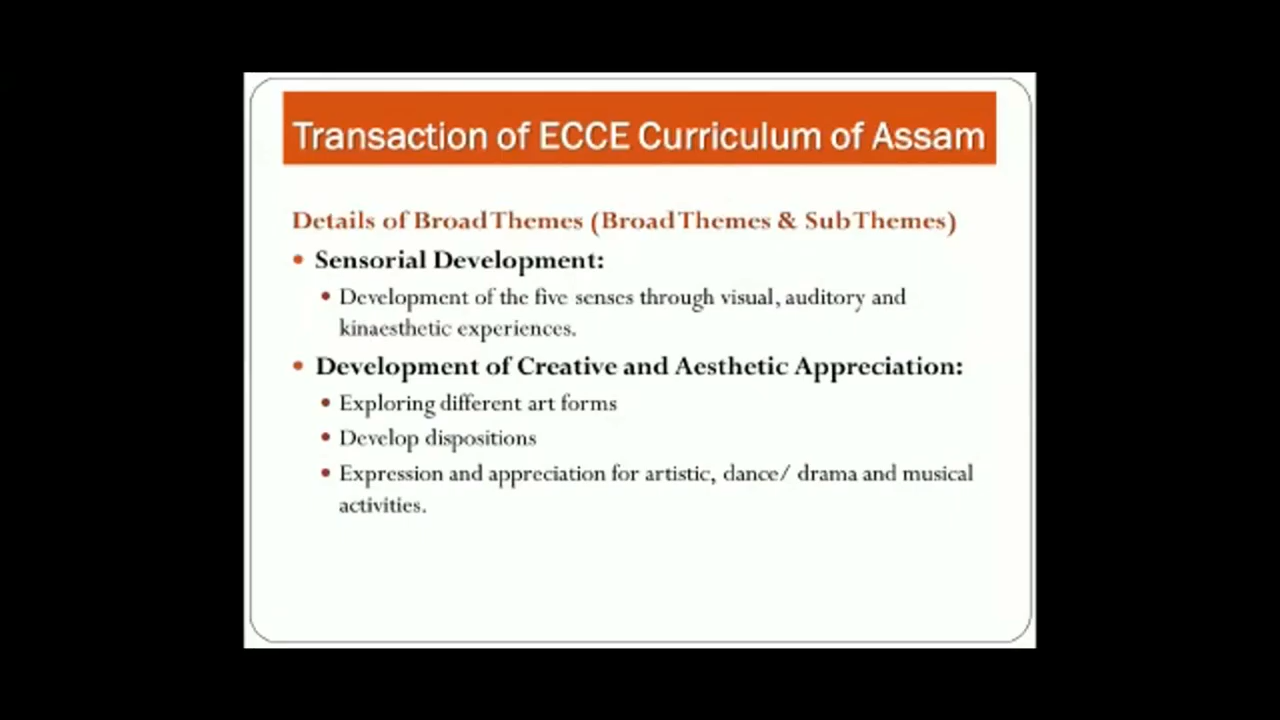 Transaction of ECCE Curriculum of Assam
Details of Broad Themes (Broad Themes & Sub Themes)
• Sensorial Development:
• Development of the five senses through visual, auditory and
kinaesthetic experiences.
• Development of Creative and Aesthetic Appreciation:
• Exploring different art forms
• Develop dispositions
• Expression and appreciation for artistic, dance/ drama and musical
activities.